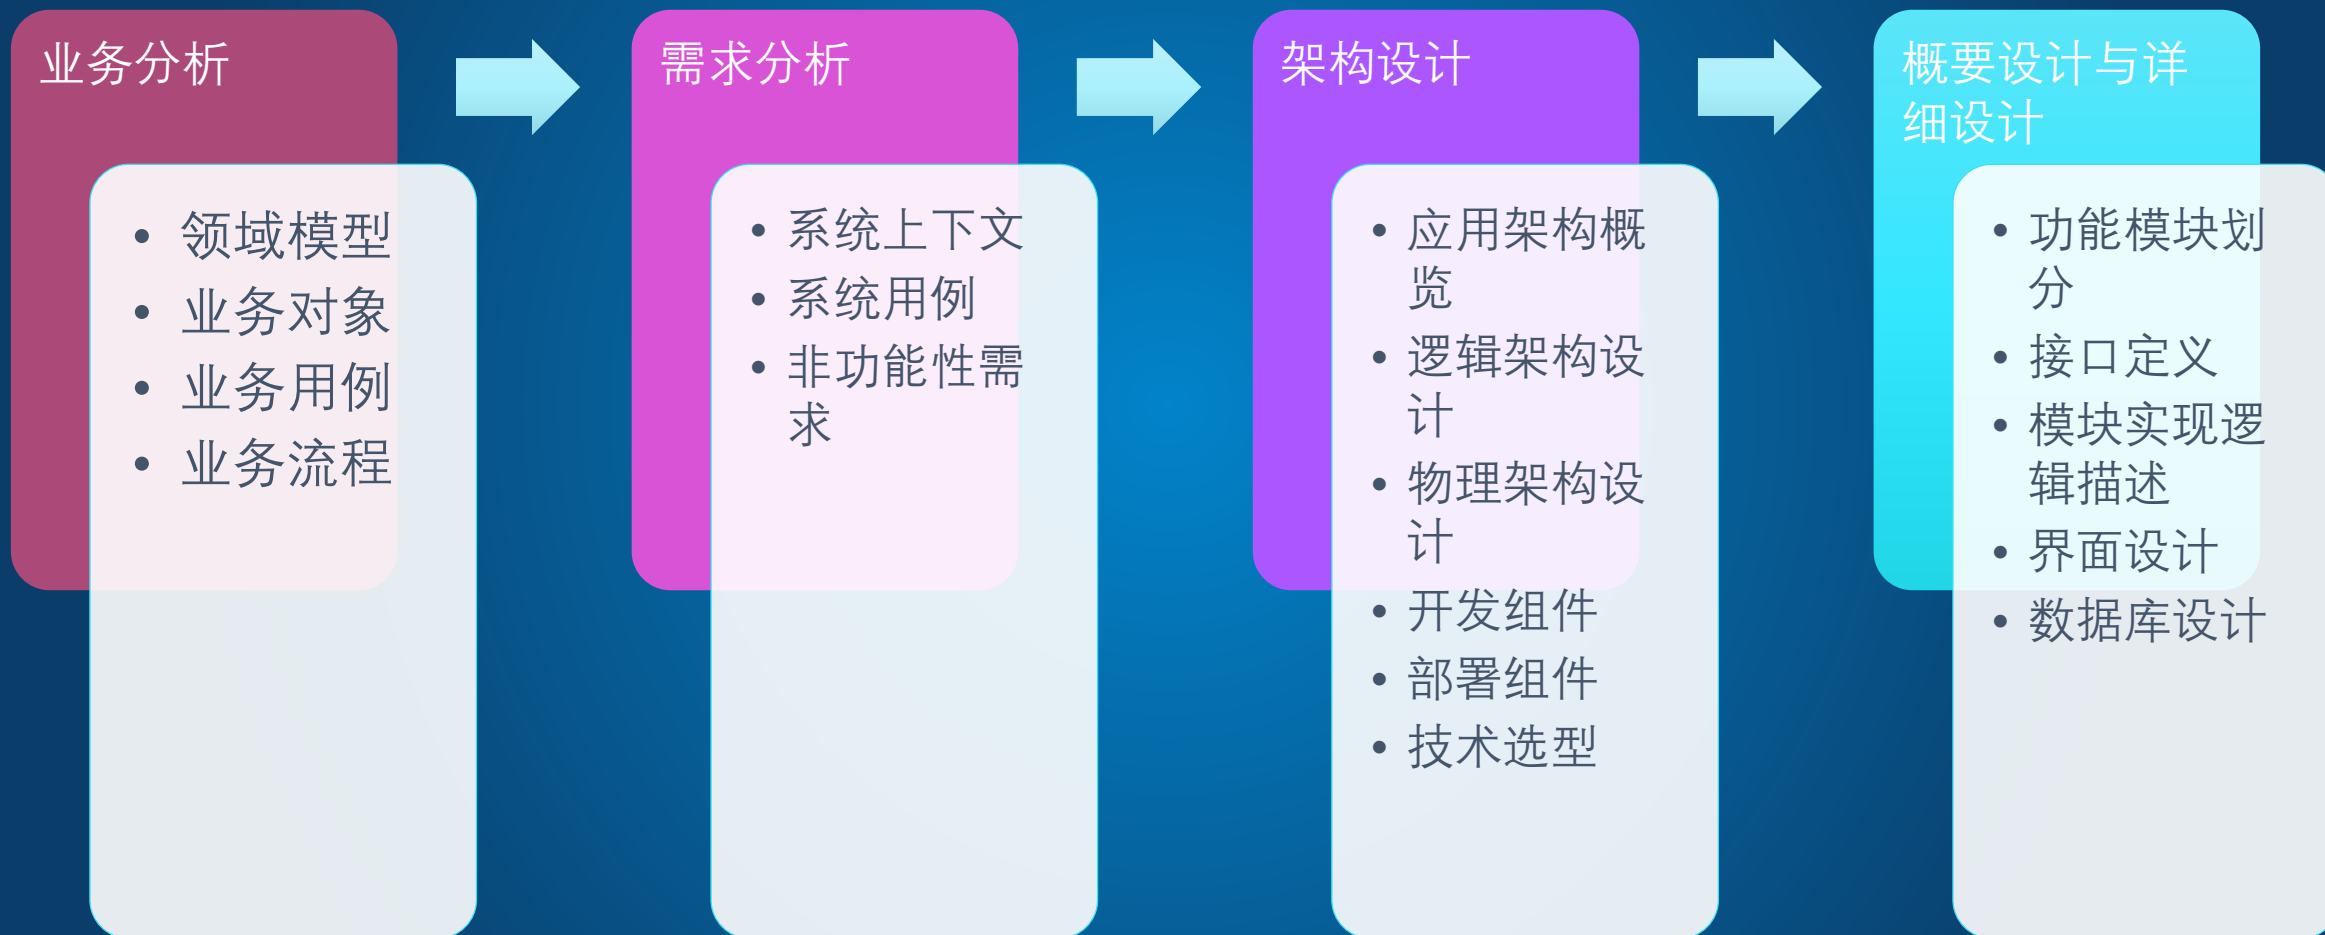 业务分析
• 领域模型
• 业务对象
• 业务用例
• 业务流程
需求分析
• 系统上下文
• 系统用例
• 非功能性需
求
架构设计
• 应用架构概
览
• 逻辑架构设
计
• 物理架构设
计
• 开发组件
• 部署组件
• 技术选型
概要设计与详
细设计
• 功能模块划
分
• 接口定义
• 模块实现逻
辑描述
• 界面设计
• 数据库设计